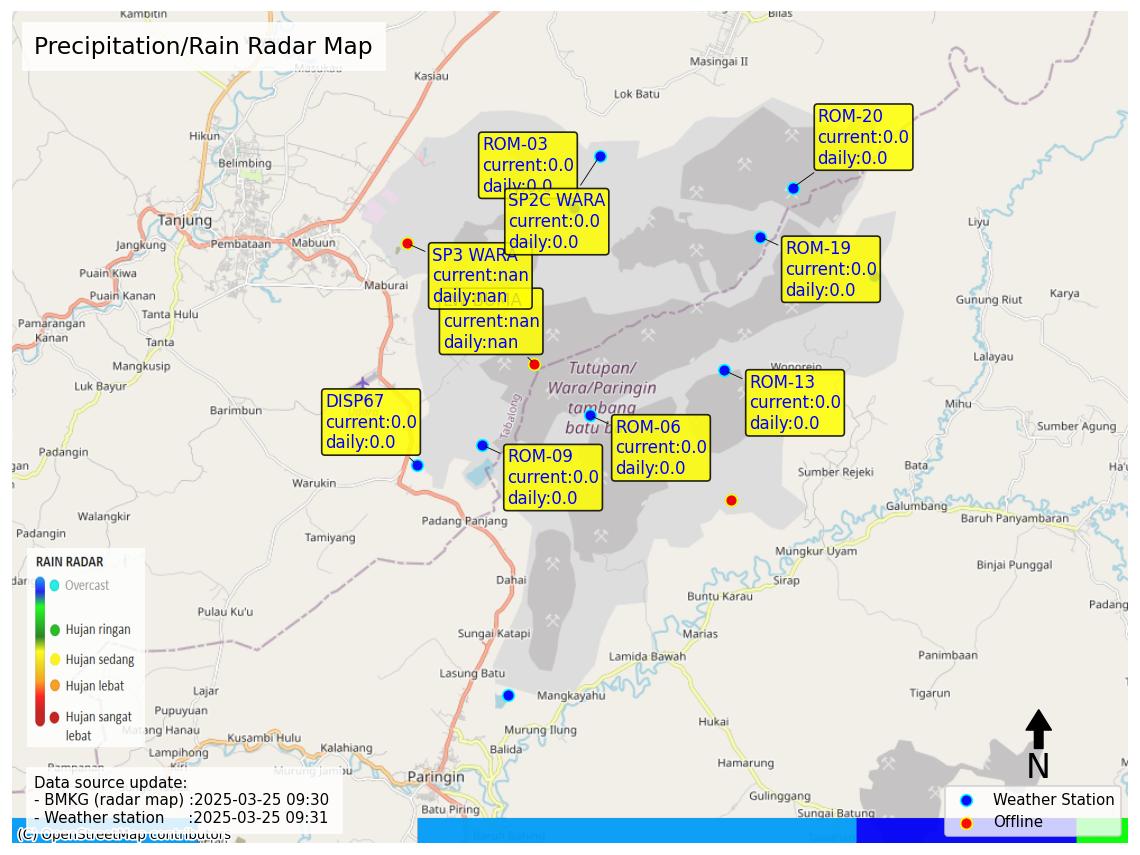 Kambitin
Bilas
Precipitation/Rain Radar Map
Masukau
Kasiau
Masingai II
Lok Batu
Hikun
Belimbing
ROM-03
current:0.0
daily:0.0
ROM-20
current:0.0
daily:0.0
SP2C WARA
current:0.0
daily:0.0
Tanjung
Jangkung
Pembataan
Mabuun
Liyu
SP3 WARA
current:nan
daily:nan
ROM-19
current:0.0
daily:0.0
Puain Kiwa
Puain Kanan
Maburai
Tanta Hulu
Gunung Riut
Karya
current:nan
daily:nan
Pamarangan
Kanan
Tanta
Mangkusip
Luk Bayur
Lalayau
Wonorejo
Tutupan/
Wara/Paringin
tambang
batu b
ROM-13
current:0.0
daily:0.0
DISP67
current:0.0
daily:0.0
Barimbun
Tabalong
Mihu
ROM-06
current:0.0
daily:0.0
Sumber Agung
Padangin
ROM-09
current:0.0
daily:0.0
Bata
Sumber Rejeki
Warukin
Galumbang
Baruh Panyambaran
Walangkir
Padang Panjang
Padangin
Tamiyang
Mungkur Uyam
Binjai Punggal
RAIN RADAR
Overcast
Hujan ringan
Hujan sedang
Hujan lebat
Hujan sangat
lebat
Dahai
Sirap
Buntu Karau
Padang
Pulau Ku'u
Sungai Katapi
Marias
Lamida Bawah
Panimbaan
Lasung Batu
Lajar
Mangkayahu
Tigarun
Pupuyuan
Matang Hanau
Hukai
Kusambi Hulu
Murung Ilung
Lampihong
Kalahiang
Balida
Hamarung
Murung Jambu
Paringin
N
Data source update:
- BMKG (radar map) :2025-03-25 09:30
- Weather station :2025-03-25 09:31
Gulinggang
Batu Piring
Sungai Batung
Weather Station
Offline
(C) OpenStreetMap contributors